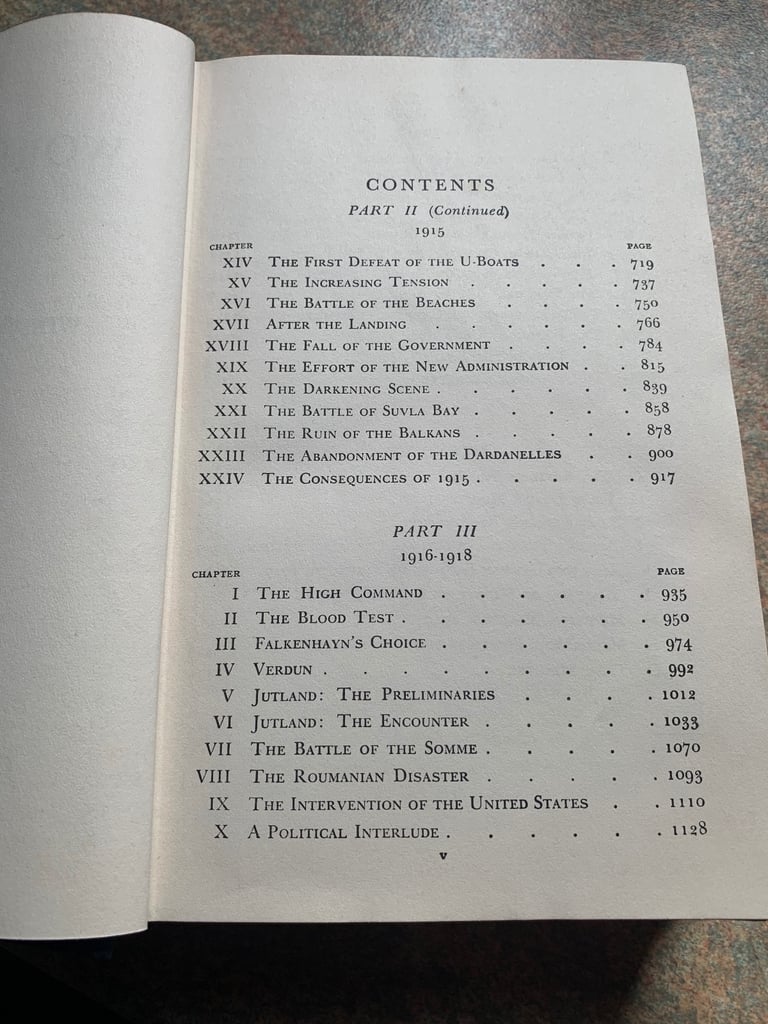 CONTENTS
PART II (Continued)
1915
CHAPTER PAGE
XIV The First Defeat of the U-Boats . . . 719
XV The Increasing Tension . . . . . 737
XVI The Battle of the Beaches . . . . 750
XVII After the Landing . . . . . . 766
XVIII The Fall of the Government . . . . 784
XIX The Effort of the New Administration . . 815
XX The Darkening Scene . . . . . . 839
XXI The Battle of Suvla Bay . . . . . 858
XXII The Ruin of the Balkans . . . . . 878
XXIII The Abandonment of the Dardanelles . . 900
XXIV The Consequences of 1915 . . . . . 917
PART III
1916-1918
CHAPTER PAGE
I The High Command . . . . . . 935
II The Blood Test . . . . . . . 950
III Falkenhayn's Choice . . . . . . 974
IV Verdun . . . . . . . . . 992
V Jutland: The Preliminaries . . . . 1012
VI Jutland: The Encounter . . . . . 1033
VII The Battle of the Somme . . . . . 1070
VIII The Roumanian Disaster . . . . . 1093
IX The Intervention of the United States . . 1110
X A Political Interlude . . . . . . 1128
v